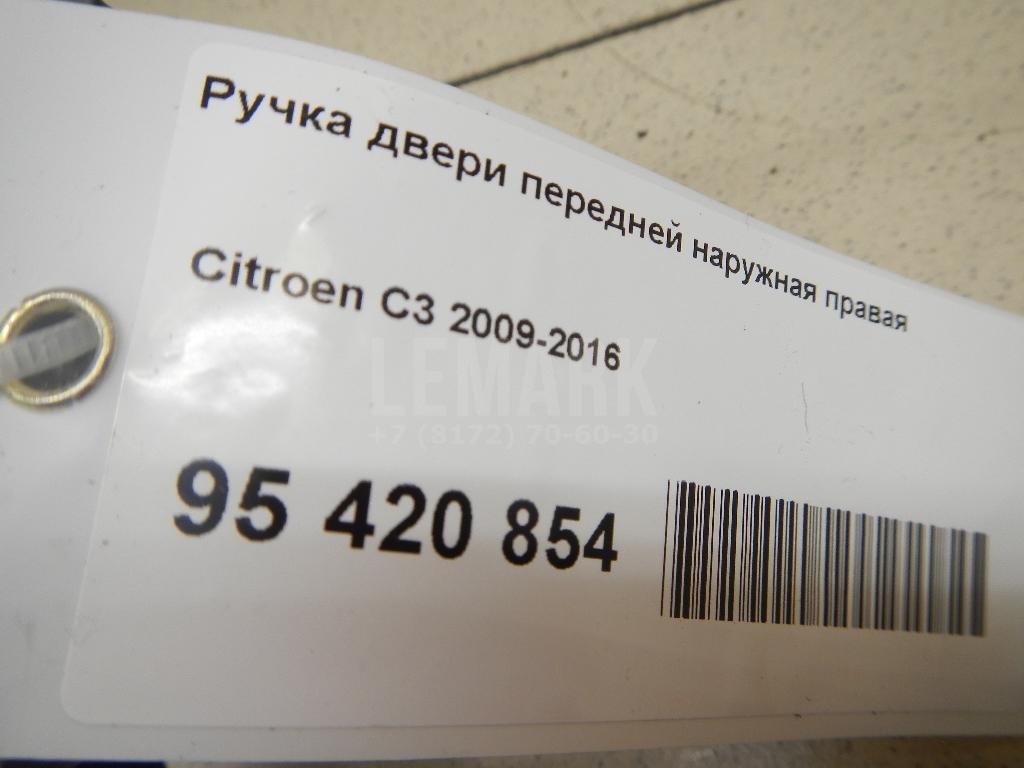 Ручка двери передней наружная правая
Citroen C3 2009-2016
LEMARK
+7 (8172) 70-60-30
95 420 854